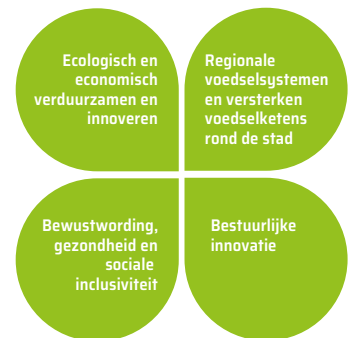 Ecologisch en
economisch
verduurzamen en
innoveren
Regionale
voedselsystemen
en versterken
voedselketens
rond de stad
Bewustwording,
gezondheid en
sociale
inclusiviteit
Bestuurlijke
innovatie